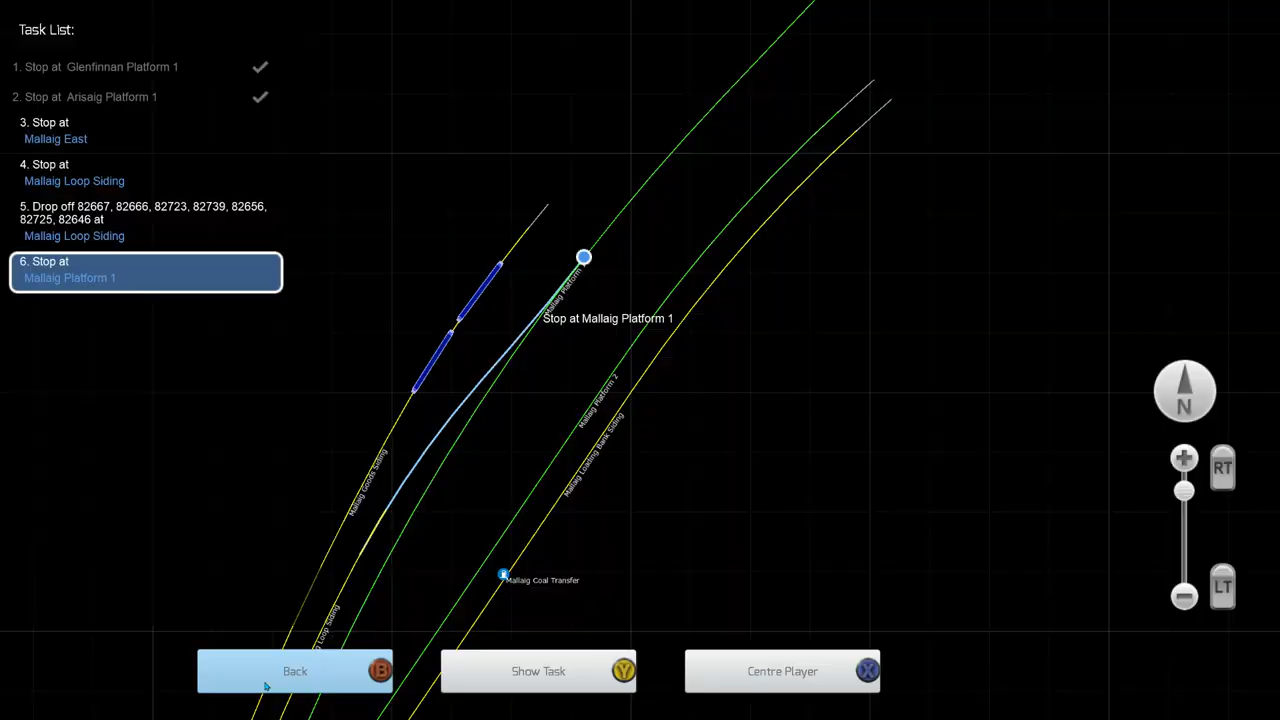 Task List:
1. Stop at Glenfinnan Platform 1
2. Stop at Arisaig Platform 1
3. Stop at
Mallaig East
4. Stop at
Mallaig Loop Siding
5. Drop off 82667, 82666, 82723, 82739, 82656,
82725, 82646 at
Mallaig Loop Siding
6. Stop at
Mallaig Platform 1
Mallaig Platform
Stop at Mallaig Platform 1
Mallaig Platform 2
Mallaig Loading Bank Siding
Mallaig Goods Siding
Mallaig Coal Transfer
Loop Siding
N
RT
LT
Back B
Show Task Y
Centre Player X